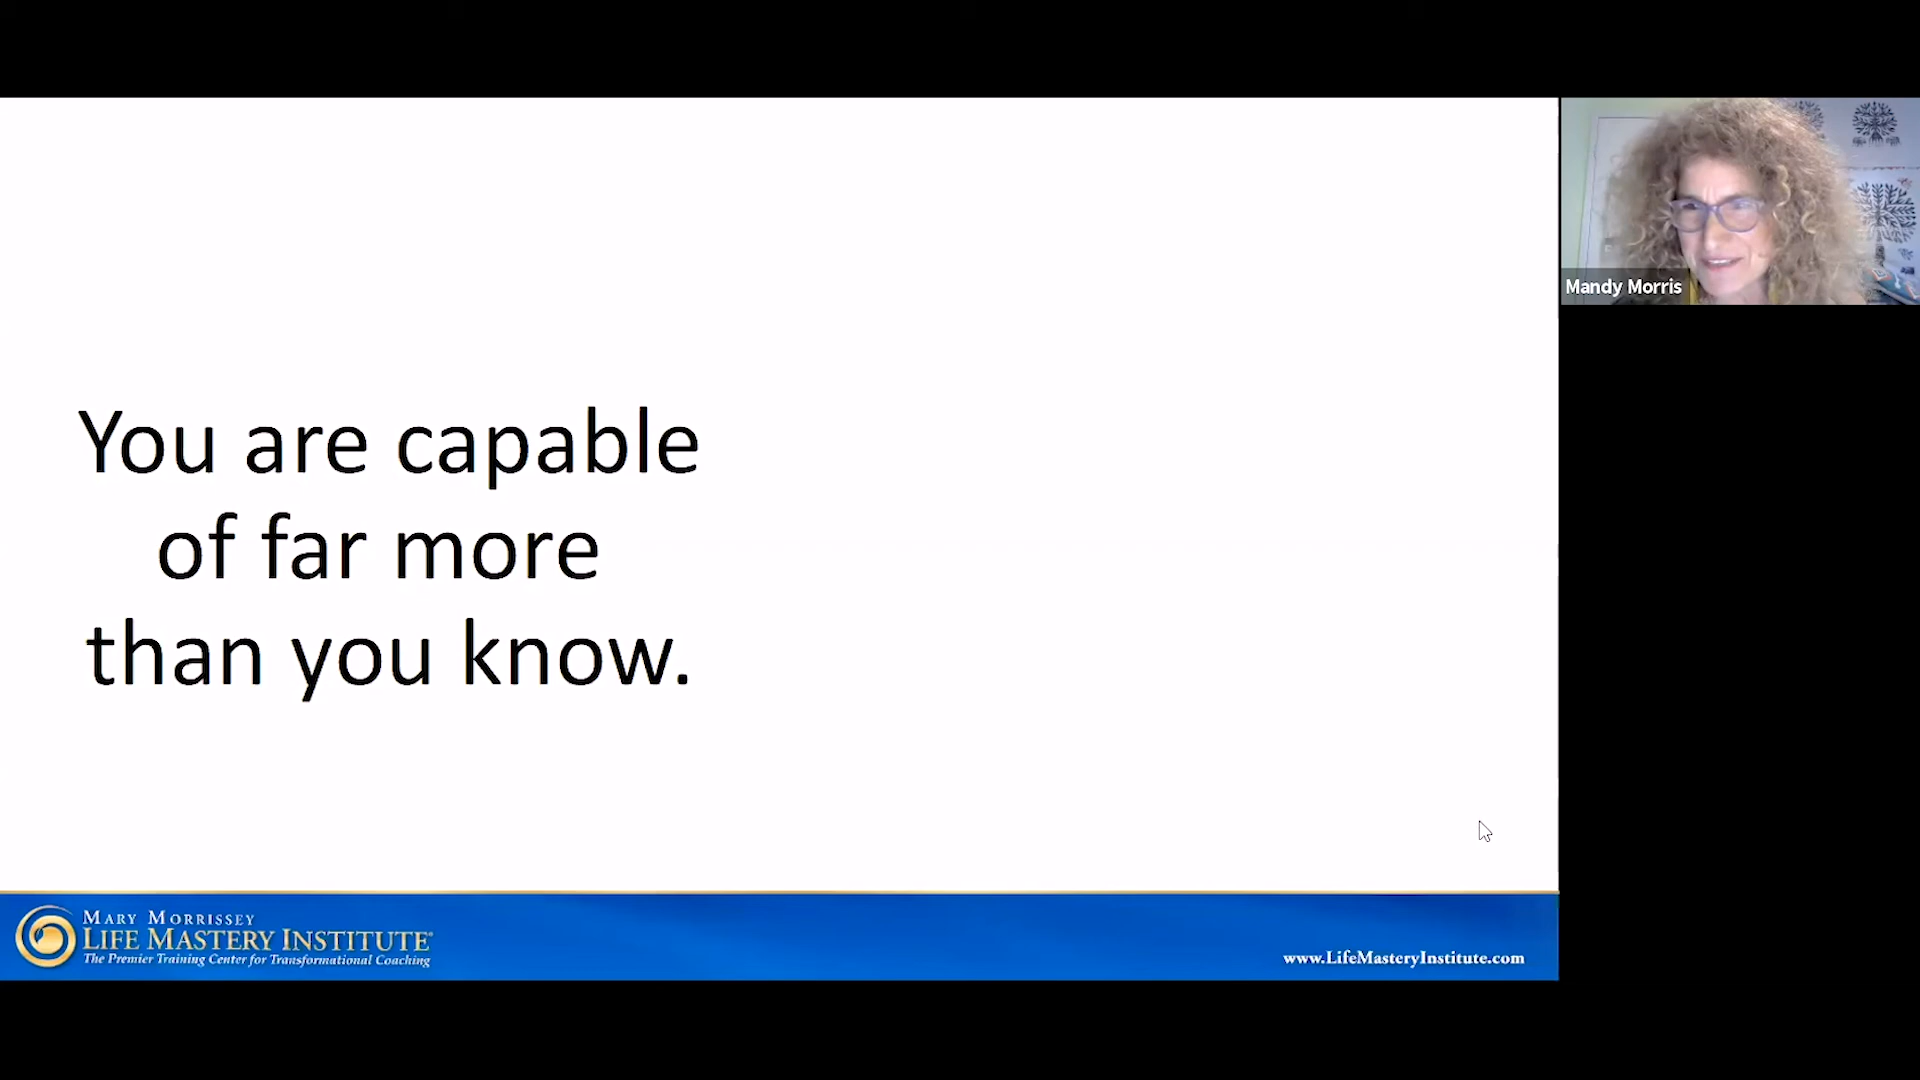 You are capable
of far more
than you know.
Mandy Morris
MARY MORRISSEY
LIFE MASTERY INSTITUTE®
The Premier Training Center for Transformational Coaching
www.LifeMasteryInstitute.com